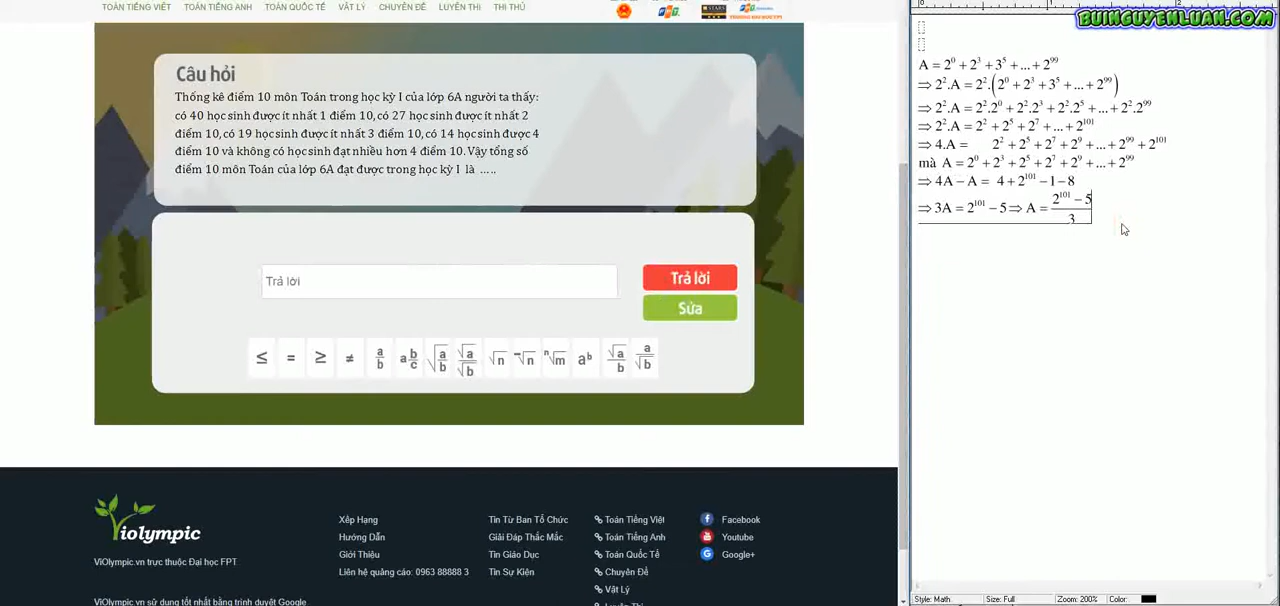 TOÁN TIẾNG VIỆT TOÁN TIẾNG ANH TOÁN QUỐC TẾ VẬT LÝ CHUYÊN ĐỀ LUYỆN THI THI THỬ
Câu hỏi
Thống kê điểm 10 môn Toán trong học kỳ I của lớp 6A người ta thấy:
có 40 học sinh được ít nhất 1 điểm 10, có 27 học sinh được ít nhất 2
điểm 10, có 19 học sinh được ít nhất 3 điểm 10, có 14 học sinh được 4
điểm 10 và không có học sinh đạt nhiều hơn 4 điểm 10. Vậy tổng số
điểm 10 môn Toán của lớp 6A đạt được trong học kỳ I là .....
Trả lời
Trả lời
Sửa
≤ = ≥ ≠ a/b a b/c √(a/b) √a/√b √n -√n ⁿ√m aᵇ √a/b a/√b
iolympic
ViOlympic.vn trực thuộc Đại học FPT
ViOlympic.vn sử dụng tốt nhất bằng trình duyệt Google
Xếp Hạng
Hướng Dẫn
Giới Thiệu
Liên hệ quảng cáo: 0963 88888 3
Tin Từ Ban Tổ Chức
Giải Đáp Thắc Mắc
Tin Giáo Dục
Tin Sự Kiện
Toán Tiếng Việt
Toán Tiếng Anh
Toán Quốc Tế
Chuyên Đề
Vật Lý
Luyện Thi
Facebook
Youtube
Google+
BUINGUYENLUAN.COM
A = 2⁰ + 2³ + 3⁵ + ... + 2⁹⁹
⇒ 2².A = 2².(2⁰ + 2³ + 3⁵ + ... + 2⁹⁹)
⇒ 2².A = 2².2⁰ + 2².2³ + 2².2⁵ + ... + 2².2⁹⁹
⇒ 2².A = 2² + 2⁵ + 2⁷ + ... + 2¹⁰¹
⇒ 4.A = 2² + 2⁵ + 2⁷ + 2⁹ + ... + 2⁹⁹ + 2¹⁰¹
mà A = 2⁰ + 2³ + 2⁵ + 2⁷ + 2⁹ + ... + 2⁹⁹
⇒ 4A − A = 4 + 2¹⁰¹ − 1 − 8
⇒ 3A = 2¹⁰¹ − 5 ⇒ A = (2¹⁰¹ − 5)/3
Style: Math Size: Full Zoom: 200% Color: